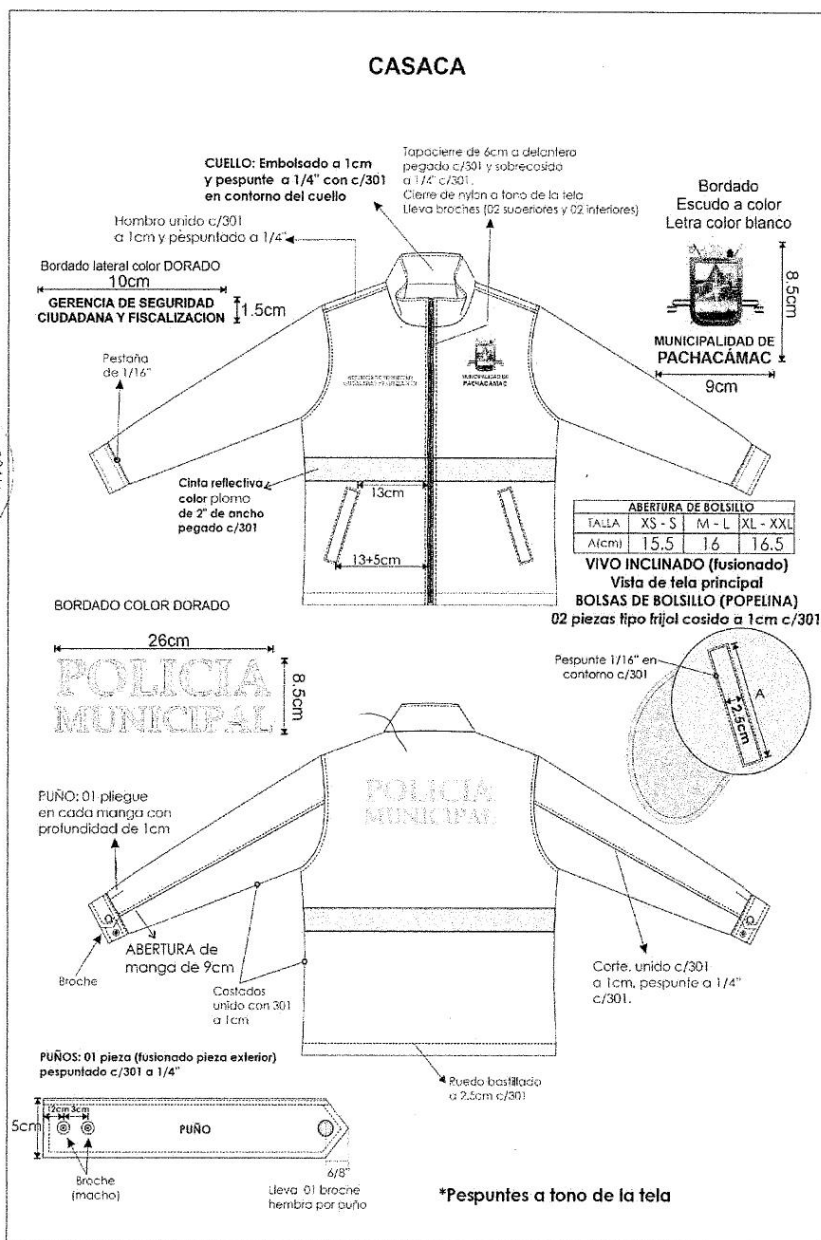 CASACA
CUELLO: Embolsado a 1cm
y pespunte a 1/4" con c/301
en contorno del cuello
Tapacierre de 6cm a delantero
pegado c/301 y sobrecosido
a 1/4" c/301.
Cierre de nylon a tono de la tela
Lleva broches (02 superiores y 02 inferiores)
Bordado
Escudo a color
Letra color blanco
8.5cm
MUNICIPALIDAD DE
PACHACÁMAC
9cm
Hombro unido c/301
a 1cm y pespuntado a 1/4"
Bordado lateral color DORADO
10cm
GERENCIA DE SEGURIDAD
CIUDADANA Y FISCALIZACION
1.5cm
Pestaña
de 1/16"
GERENCIA DE SEGURIDAD
CIUDADANA Y FISCALIZACION
MUNICIPALIDAD DE
PACHACAMAC
Cinta reflectiva
color plomo
de 2" de ancho
pegado c/301
13cm
13+5cm
ABERTURA DE BOLSILLO
TALLA XS - S M - L XL - XXL
A(cm) 15.5 16 16.5
VIVO INCLINADO (fusionado)
Vista de tela principal
BOLSAS DE BOLSILLO (POPELINA)
02 piezas tipo frijol cosido a 1cm c/301
Pespunte 1/16" en
contorno c/301
A
2.5cm
BORDADO COLOR DORADO
26cm
POLICIA
MUNICIPAL
8.5cm
POLICIA
MUNICIPAL
PUÑO: 01 pliegue
en cada manga con
profundidad de 1cm
Broche
ABERTURA de
manga de 9cm
Costados
unido con 301
a 1cm
Corte, unido c/301
a 1cm, pespunte a 1/4"
c/301.
PUÑOS: 01 pieza (fusionado pieza exterior)
pespuntado c/301 a 1/4"
Ruedo bastillado
a 2.5cm c/301
5cm
12cm 3cm
PUÑO
Broche
(macho)
6/8"
Lleva 01 broche
hembra por puño
*Pespuntes a tono de la tela